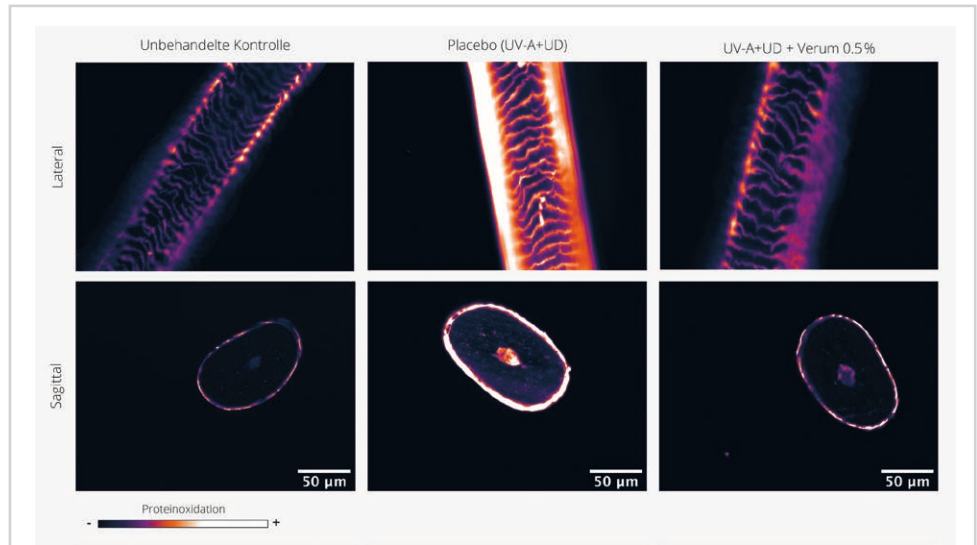 Unbehandelte Kontrolle
Placebo (UV-A+UD)
UV-A+UD + Verum 0.5%
Lateral
Sagittal
50 µm
50 µm
50 µm
Proteinoxidation
- +